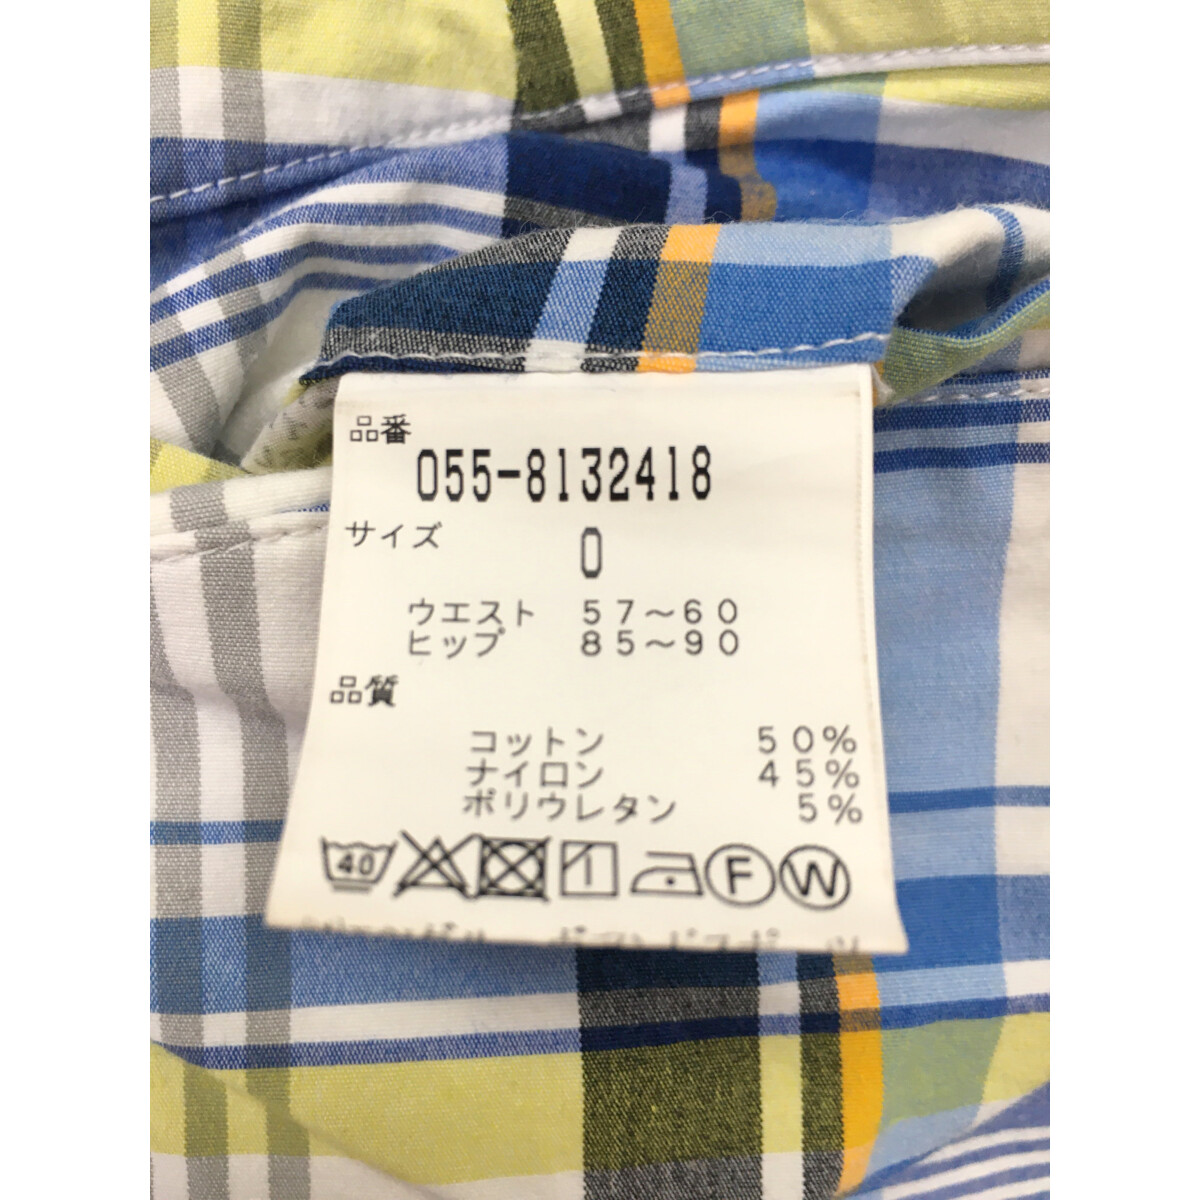 品番
055-8132418
サイズ 0
ウエスト 57～60
ヒップ 85～90
品質
コットン 50%
ナイロン 45%
ポリウレタン 5%
40 F W